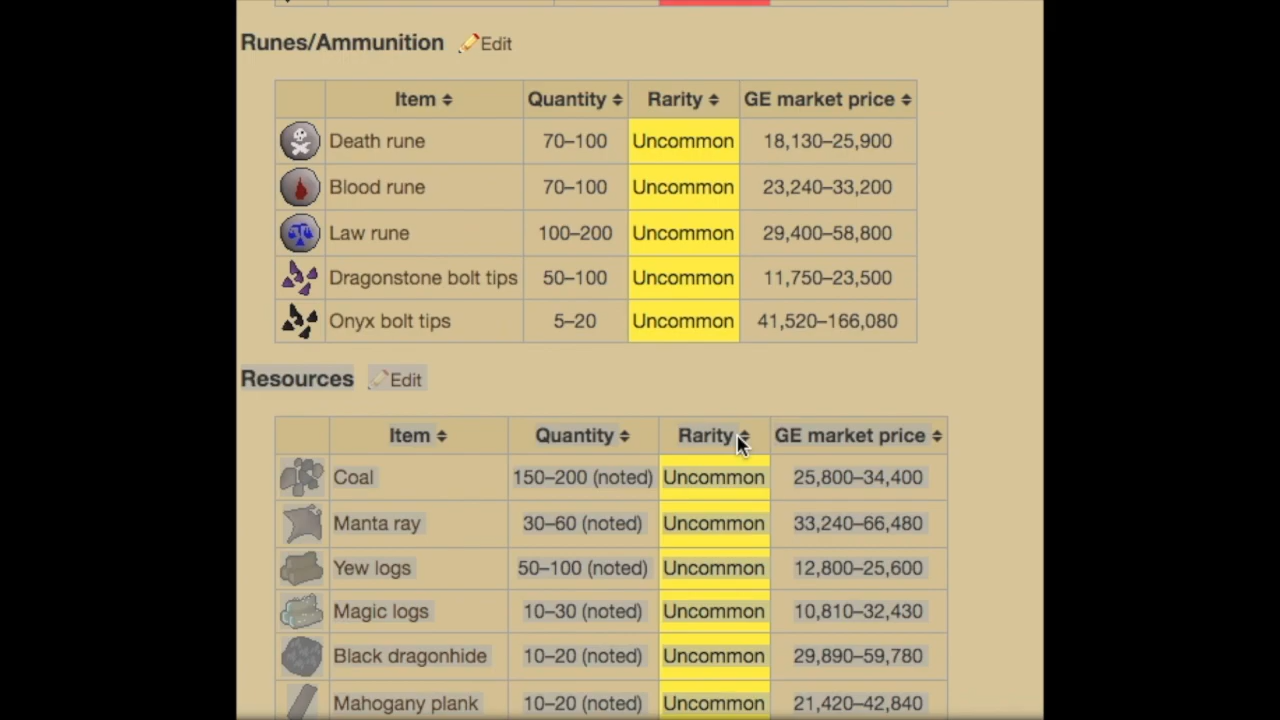 Runes/Ammunition Edit
Item Quantity Rarity GE market price
Death rune 70–100 Uncommon 18,130–25,900
Blood rune 70–100 Uncommon 23,240–33,200
Law rune 100–200 Uncommon 29,400–58,800
Dragonstone bolt tips 50–100 Uncommon 11,750–23,500
Onyx bolt tips 5–20 Uncommon 41,520–166,080
Resources Edit
Item Quantity Rarity GE market price
Coal 150–200 (noted) Uncommon 25,800–34,400
Manta ray 30–60 (noted) Uncommon 33,240–66,480
Yew logs 50–100 (noted) Uncommon 12,800–25,600
Magic logs 10–30 (noted) Uncommon 10,810–32,430
Black dragonhide 10–20 (noted) Uncommon 29,890–59,780
Mahogany plank 10–20 (noted) Uncommon 21,420–42,840